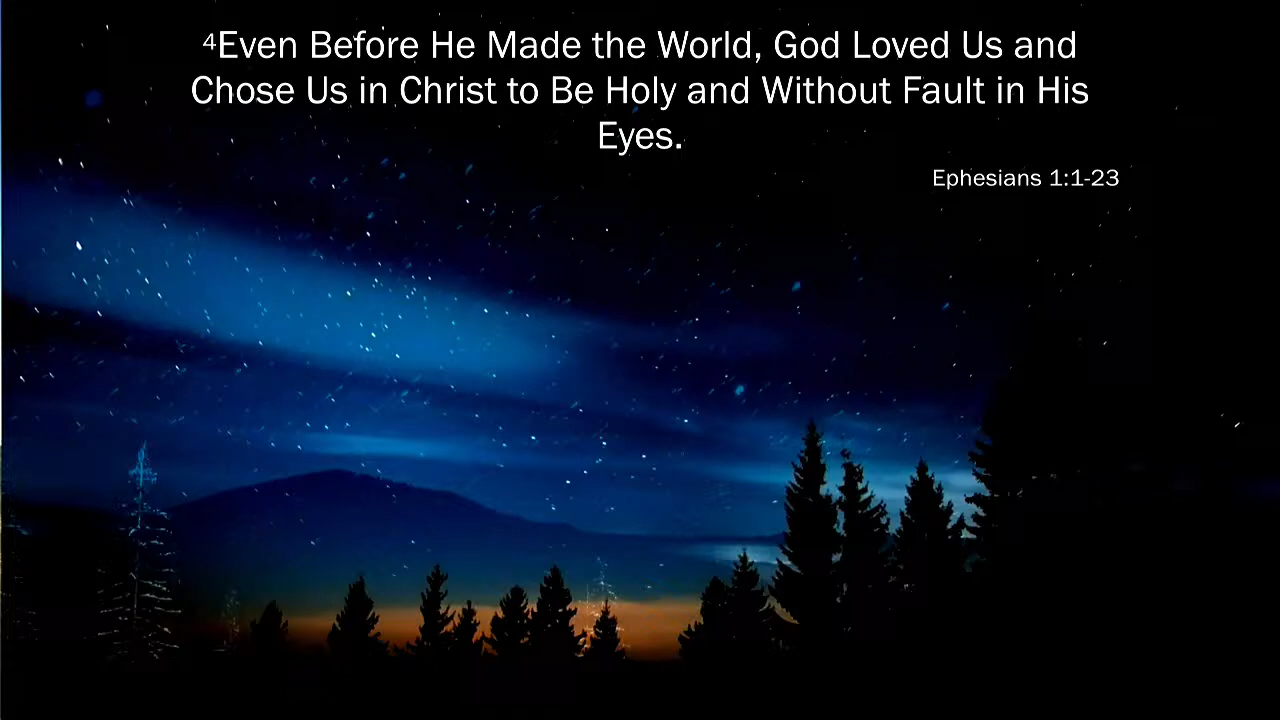 ⁴Even Before He Made the World, God Loved Us and
Chose Us in Christ to Be Holy and Without Fault in His
Eyes.
Ephesians 1:1-23